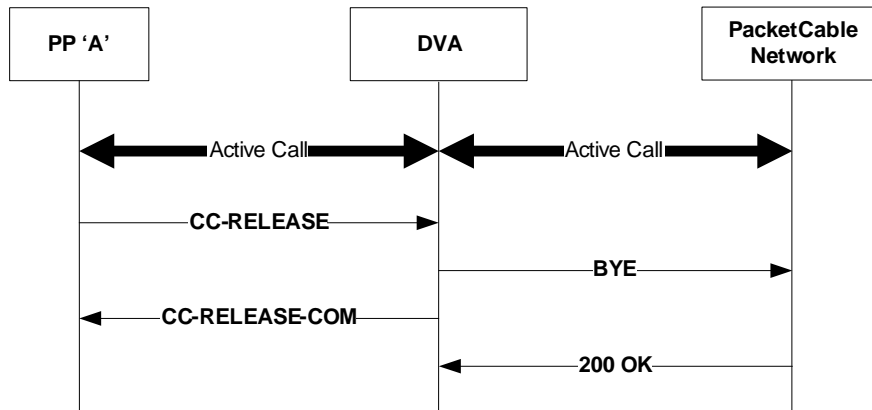 PP ‘A’
DVA
PacketCable
Network
Active Call
Active Call
CC-RELEASE
BYE
CC-RELEASE-COM
200 OK